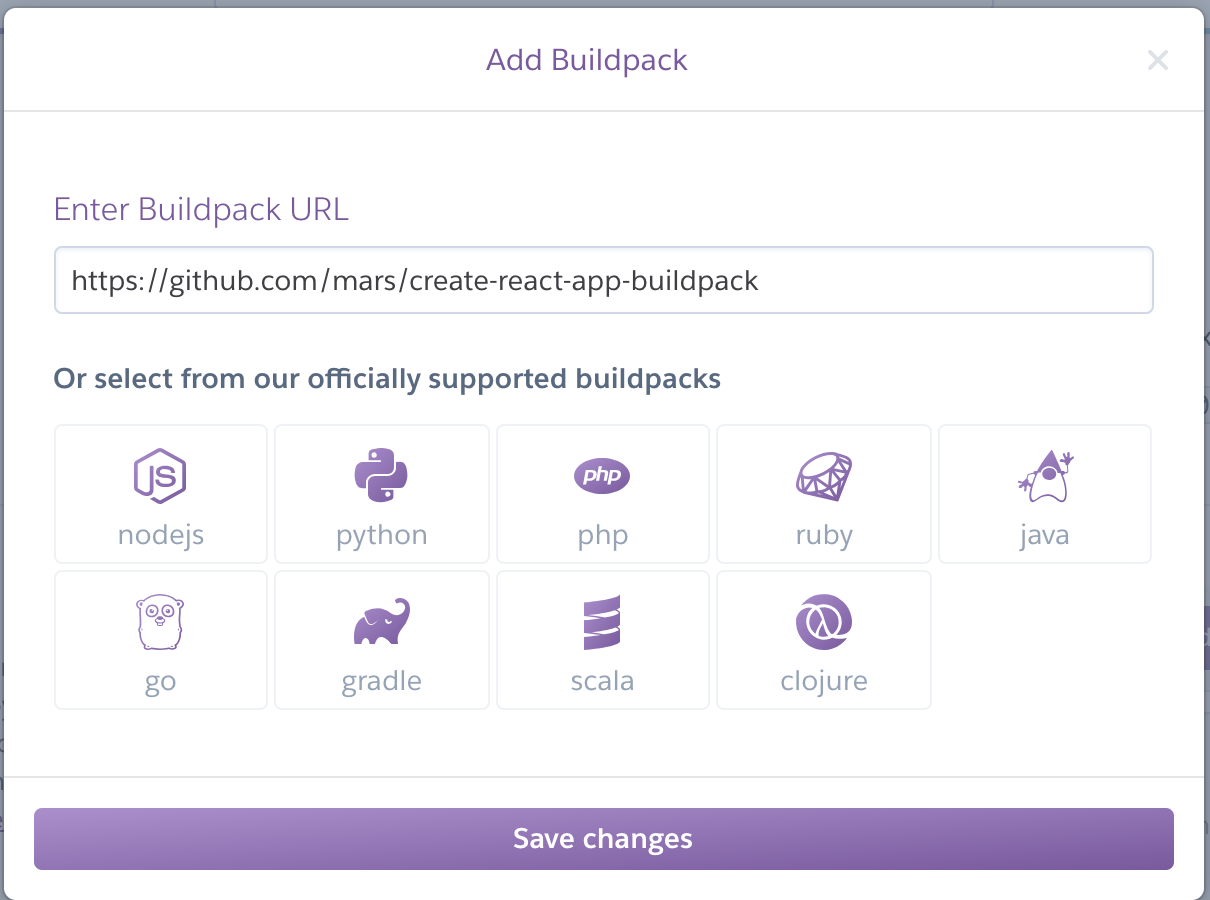 Add Buildpack
Enter Buildpack URL
https://github.com/mars/create-react-app-buildpack
Or select from our officially supported buildpacks
JS
php
nodejs
python
php
ruby
java
go
gradle
scala
clojure
Save changes